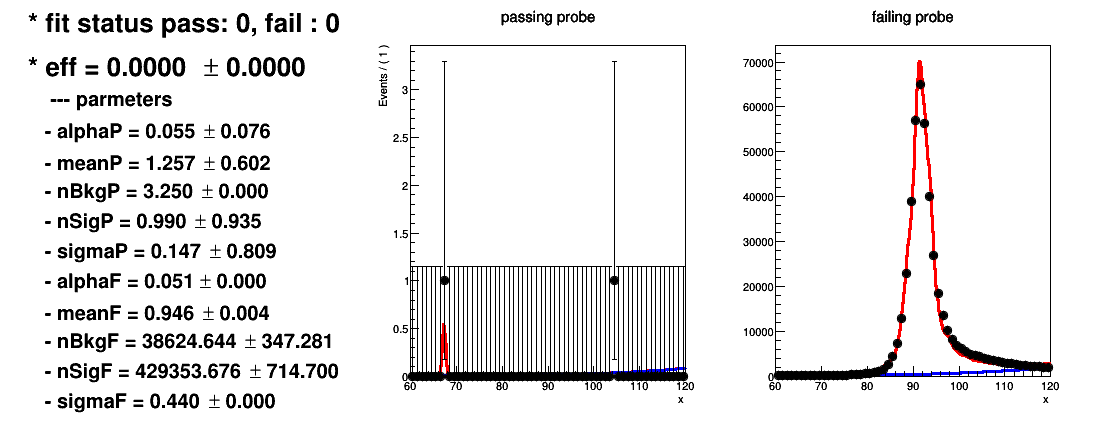 * fit status pass: 0, fail : 0
* eff = 0.0000 ± 0.0000
--- parmeters
- alphaP = 0.055 ± 0.076
- meanP = 1.257 ± 0.602
- nBkgP = 3.250 ± 0.000
- nSigP = 0.990 ± 0.935
- sigmaP = 0.147 ± 0.809
- alphaF = 0.051 ± 0.000
- meanF = 0.946 ± 0.004
- nBkgF = 38624.644 ± 347.281
- nSigF = 429353.676 ± 714.700
- sigmaF = 0.440 ± 0.000
passing probe
Events / ( 1 )
3
2.5
2
1.5
1
0.5
0
60 70 80 90 100 110 120
x
failing probe
70000
60000
50000
40000
30000
20000
10000
0
60 70 80 90 100 110 120
x